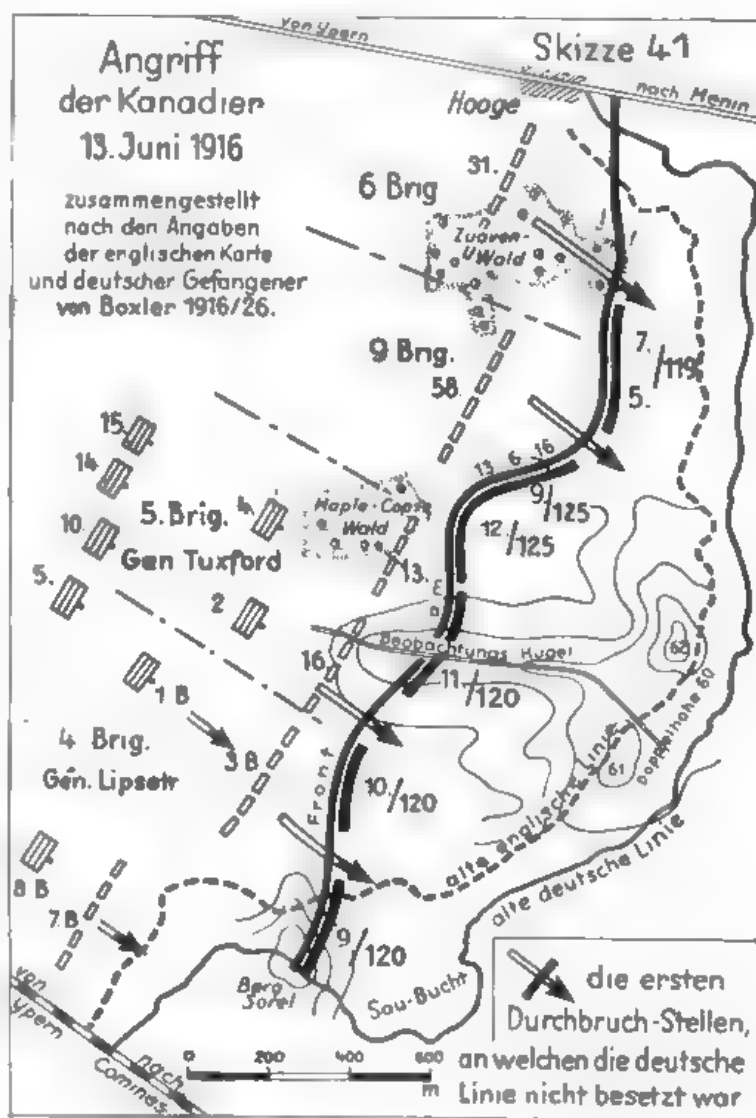 von Ypern
nach Menin
Skizze 41
Angriff
der Kanadier
13. Juni 1916
zusammengestellt
nach den Angaben
der englischen Karte
und deutscher Gefangener
von Boxler 1916/26.
Hooge
31.
6 Brig
Zuaven-
Wald
9 Brig.
58.
7.
/119
5.
15.
14.
10.
5.
5. Brig.
4
Gen Tuxford
2
Maple-Copse
Wald
13.
13 6 16
9/125
12/125
Beobachtungs Hügel
16.
11/120
62
61
Doppelhöhe 60
1 B
3 B
4 Brig.
Gen. Lipsett
Front
10./120
alte englische Linie
alte deutsche Linie
8 B
7 B
9/120
Berg
Sorel
Sau-Bucht
von
Ypern
nach
Comines
0 200 400 600
m
die ersten
Durchbruch-Stellen,
an welchen die deutsche
Linie nicht besetzt war